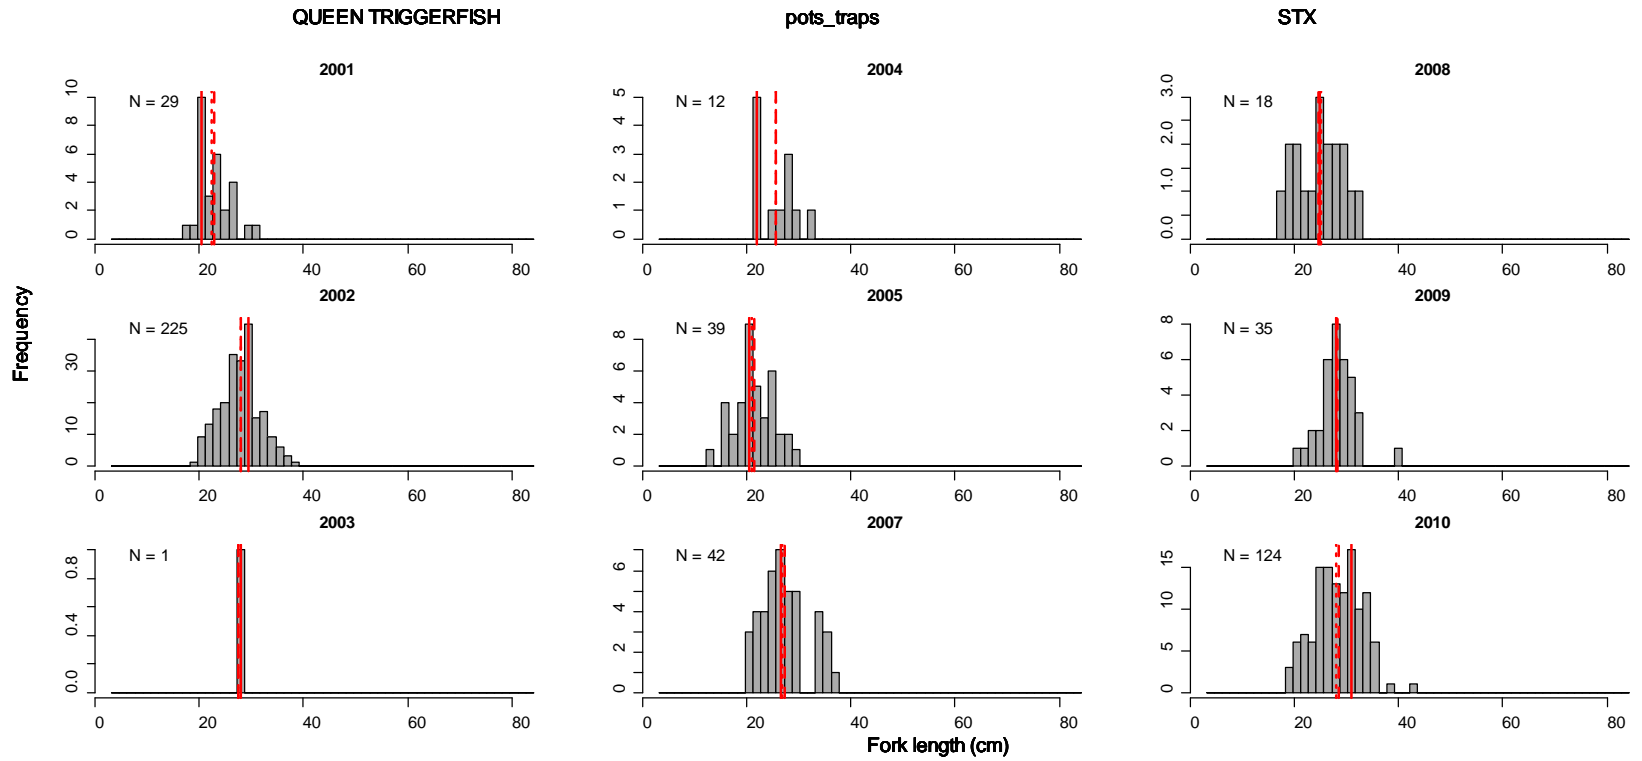 QUEEN TRIGGERFISH pots_traps STX
Frequency
2001
N = 29
0 2 4 6 8 10
0 20 40 60 80
2004
N = 12
0 1 2 3 4 5
0 20 40 60 80
2008
N = 18
0.0 1.0 2.0 3.0
0 20 40 60 80
2002
N = 225
0 10 30
0 20 40 60 80
2005
N = 39
0 2 4 6 8
0 20 40 60 80
2009
N = 35
0 2 4 6 8
0 20 40 60 80
2003
N = 1
0.0 0.4 0.8
0 20 40 60 80
2007
N = 42
0 2 4 6
0 20 40 60 80
2010
N = 124
0 5 10 15
0 20 40 60 80
Fork length (cm)